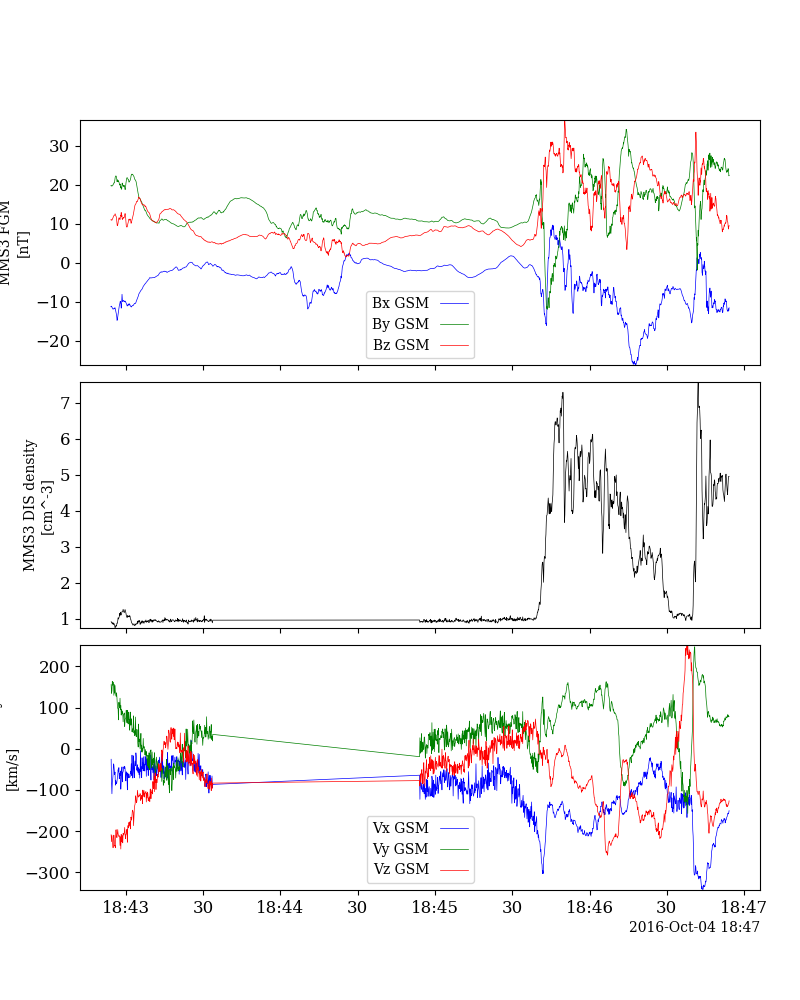 30
20
10
0
−10
−20
MMS3 FGM
[nT]
Bx GSM
By GSM
Bz GSM
7
6
5
4
3
2
1
MMS3 DIS density
[cm^-3]
200
100
0
−100
−200
−300
[km/s]
Vx GSM
Vy GSM
Vz GSM
18:43 30 18:44 30 18:45 30 18:46 30 18:47
2016-Oct-04 18:47